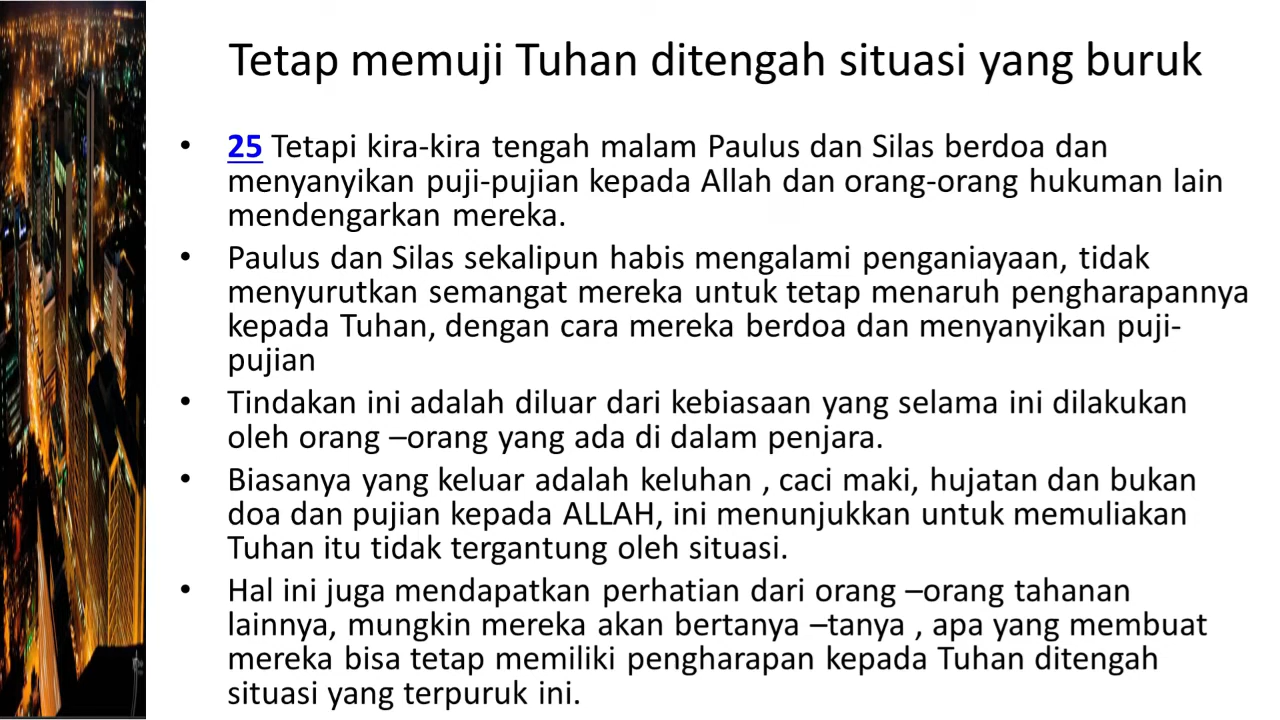 Tetap memuji Tuhan ditengah situasi yang buruk
• 25 Tetapi kira-kira tengah malam Paulus dan Silas berdoa dan
menyanyikan puji-pujian kepada Allah dan orang-orang hukuman lain
mendengarkan mereka.
• Paulus dan Silas sekalipun habis mengalami penganiayaan, tidak
menyurutkan semangat mereka untuk tetap menaruh pengharapannya
kepada Tuhan, dengan cara mereka berdoa dan menyanyikan puji-
pujian
• Tindakan ini adalah diluar dari kebiasaan yang selama ini dilakukan
oleh orang –orang yang ada di dalam penjara.
• Biasanya yang keluar adalah keluhan , caci maki, hujatan dan bukan
doa dan pujian kepada ALLAH, ini menunjukkan untuk memuliakan
Tuhan itu tidak tergantung oleh situasi.
• Hal ini juga mendapatkan perhatian dari orang –orang tahanan
lainnya, mungkin mereka akan bertanya –tanya , apa yang membuat
mereka bisa tetap memiliki pengharapan kepada Tuhan ditengah
situasi yang terpuruk ini.